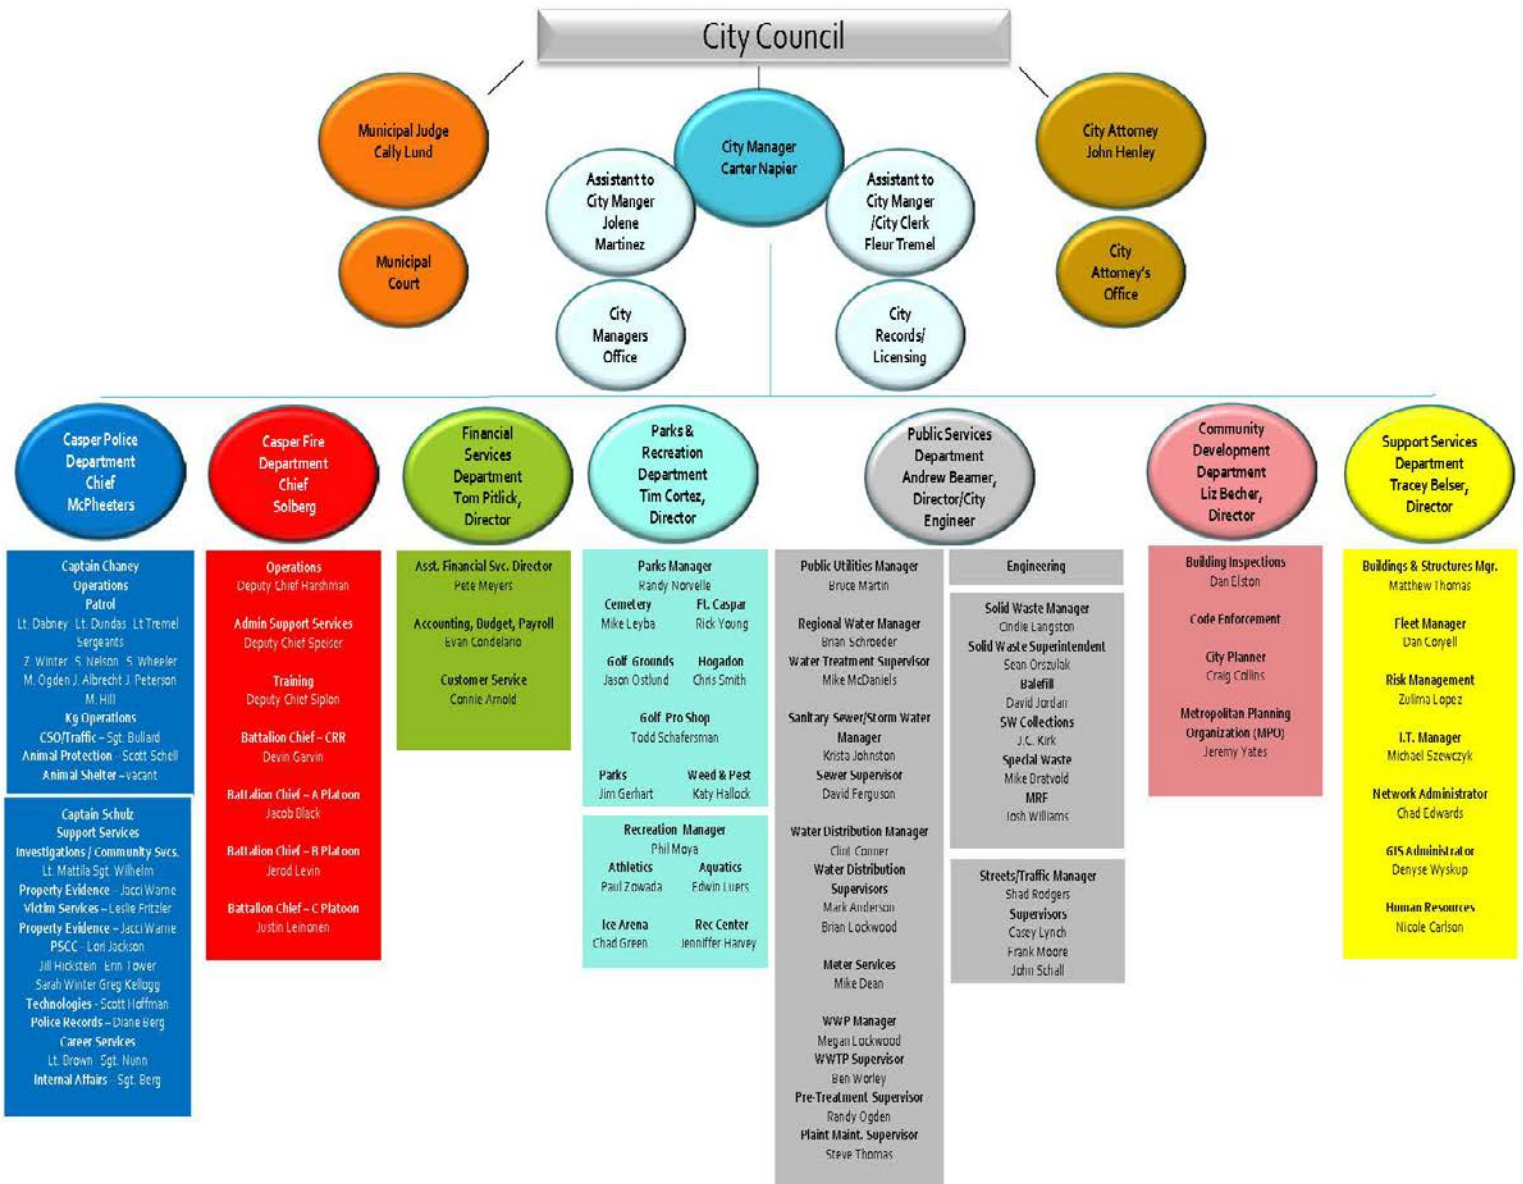 City Council
Municipal Judge
Cally Lund
Municipal
Court
City Manager
Carter Napier
Assistant to
City Manger
Jolene
Martinez
City
Managers
Office
Assistant to
City Manger
/City Clerk
Fleur Tremel
City
Records/
Licensing
City Attorney
John Henley
City
Attorney's
Office
Casper Police
Department
Chief
McPheeters
Captain Chaney
Operations
Patrol
Lt. Dabney Lt. Dundas Lt Tremel
Sergeants
Z. Winter S. Nelson S. Wheeler
M. Ogden J. Albrecht J. Peterson
M. Hill
K9 Operations
CSO/Traffic – Sgt. Bullard
Animal Protection - Scott Schell
Animal Shelter – vacant
Captain Schulz
Support Services
Investigations / Community Svcs.
Lt. Mattila Sgt. Wilhelm
Property Evidence – Jacci Warne
Victim Services – Leslie Fritzler
Property Evidence – Jacci Warne
PSCC - Lori Jackson
Jill Hickstein Erin Tower
Sarah Winter Greg Kellogg
Technologies - Scott Hoffman
Police Records – Diane Berg
Career Services
Lt. Brown Sgt. Nunn
Internal Affairs – Sgt. Berg
Casper Fire
Department
Chief
Solberg
Operations
Deputy Chief Harshman
Admin Support Services
Deputy Chief Speiser
Training
Deputy Chief Siplon
Battalion Chief – CRR
Devin Garvin
Battalion Chief – A Platoon
Jacob Black
Battalion Chief – B Platoon
Jerod Levin
Battalion Chief – C Platoon
Justin Leinonen
Financial
Services
Department
Tom Pitlick,
Director
Asst. Financial Svc. Director
Pete Meyers
Accounting, Budget, Payroll
Evan Condelario
Customer Service
Connie Arnold
Parks &
Recreation
Department
Tim Cortez,
Director
Parks Manager
Randy Norvelle
Cemetery Ft. Caspar
Mike Leyba Rick Young
Golf Grounds Hogadon
Jason Ostlund Chris Smith
Golf Pro Shop
Todd Schafersman
Parks Weed & Pest
Jim Gerhart Katy Hallock
Recreation Manager
Phil Moya
Athletics Aquatics
Paul Zowada Edwin Luers
Ice Arena Rec Center
Chad Green Jenniffer Harvey
Public Services
Department
Andrew Beamer,
Director/City
Engineer
Public Utilities Manager
Bruce Martin
Regional Water Manager
Brian Schroeder
Water Treatment Supervisor
Mike McDaniels
Sanitary Sewer/Storm Water
Manager
Krista Johnston
Sewer Supervisor
David Ferguson
Water Distribution Manager
Clint Conner
Water Distribution
Supervisors
Mark Anderson
Brian Lockwood
Meter Services
Mike Dean
WWP Manager
Megan Lockwood
WWTP Supervisor
Ben Worley
Pre-Treatment Supervisor
Randy Ogden
Plaint Maint. Supervisor
Steve Thomas
Engineering
Solid Waste Manager
Cindie Langston
Solid Waste Superintendent
Sean Orszulak
Balefill
David Jordan
SW Collections
J.C. Kirk
Special Waste
Mike Bratvold
MRF
Josh Williams
Streets/Traffic Manager
Shad Rodgers
Supervisors
Casey Lynch
Frank Moore
John Schall
Community
Development
Department
Liz Becher,
Director
Building Inspections
Dan Elston
Code Enforcement
City Planner
Craig Collins
Metropolitan Planning
Organization (MPO)
Jeremy Yates
Support Services
Department
Tracey Belser,
Director
Buildings & Structures Mgr.
Matthew Thomas
Fleet Manager
Dan Coryell
Risk Management
Zulima Lopez
I.T. Manager
Michael Szewczyk
Network Administrator
Chad Edwards
GIS Administrator
Denyse Wyskup
Human Resources
Nicole Carlson